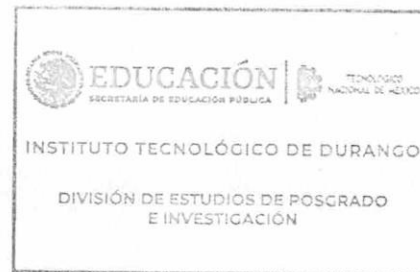 EDUCACIÓN
SECRETARÍA DE EDUCACIÓN PÚBLICA
TECNOLÓGICO
NACIONAL DE MÉXICO
INSTITUTO TECNOLÓGICO DE DURANGO
DIVISIÓN DE ESTUDIOS DE POSGRADO
E INVESTIGACIÓN